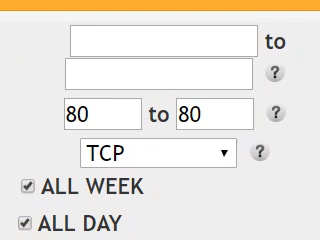 to
?
80 to 80 ?
TCP ?
ALL WEEK
ALL DAY